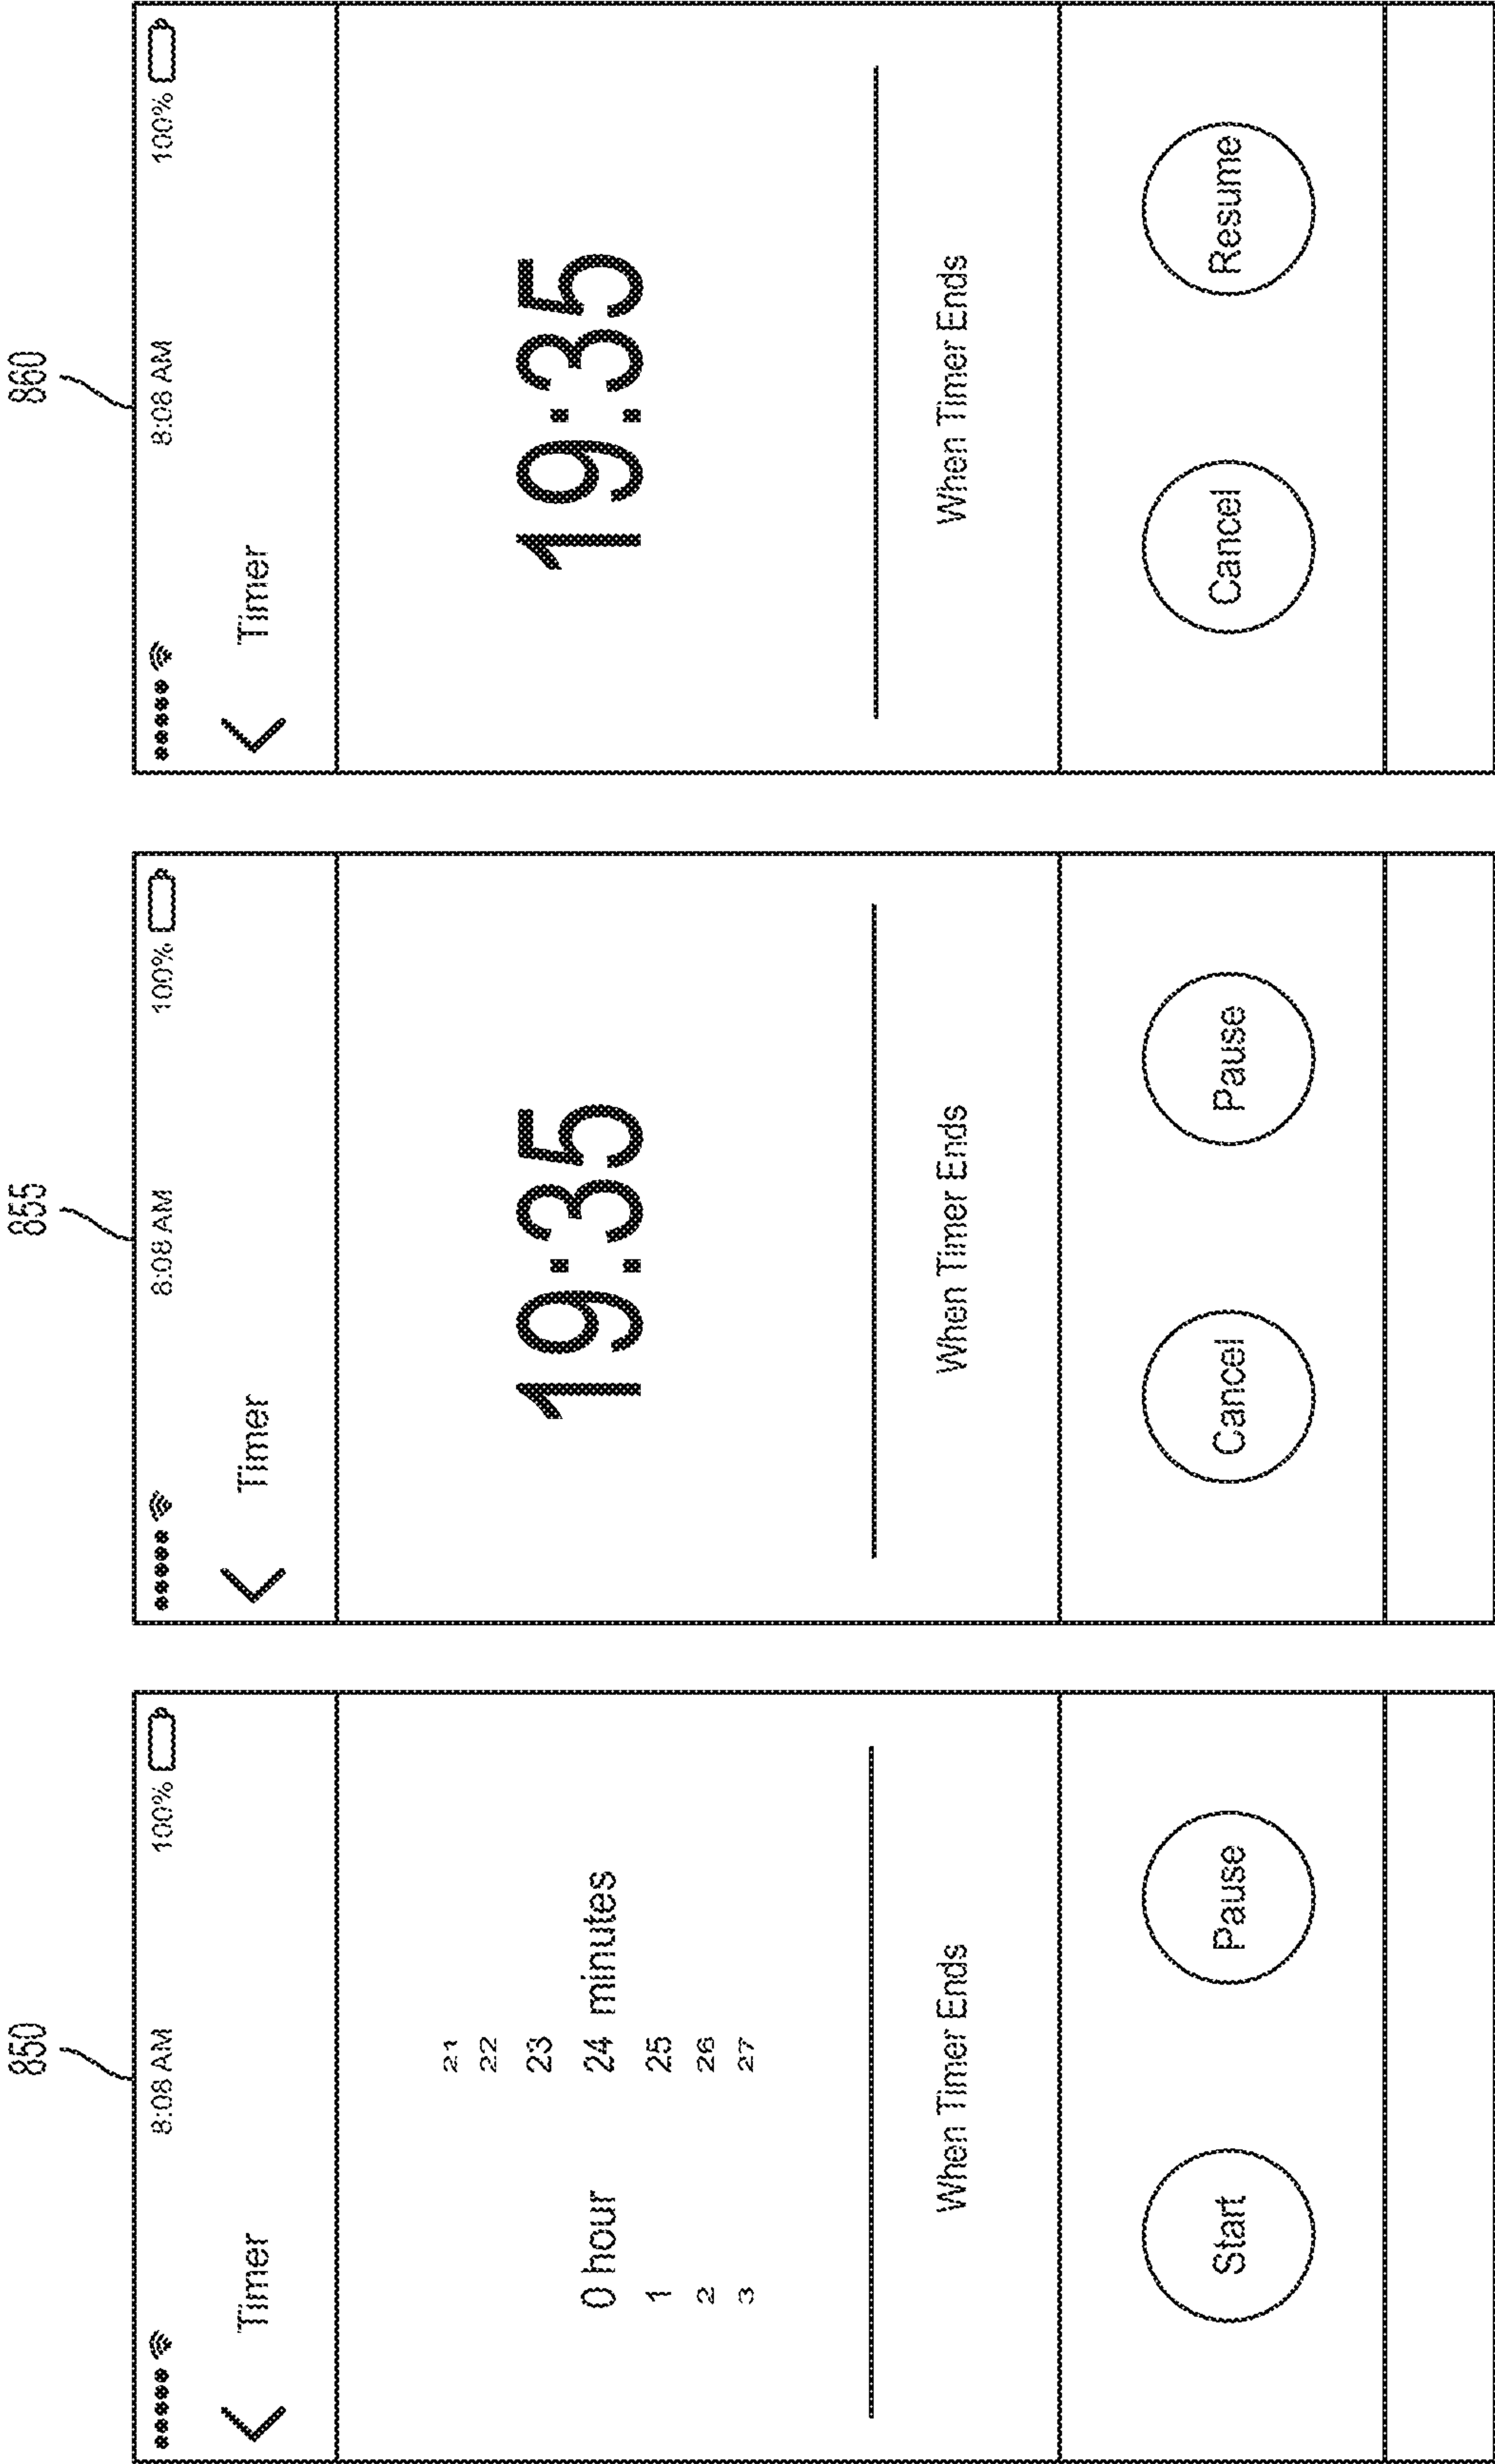 850
8:08 AM 100%
Timer
21
22
23
0 hour 24 minutes
1 25
2 26
3 27
When Timer Ends
Start Pause
855
8:08 AM 100%
Timer
19:35
When Timer Ends
Cancel Pause
860
8:08 AM 100%
Timer
19:35
When Timer Ends
Cancel Resume